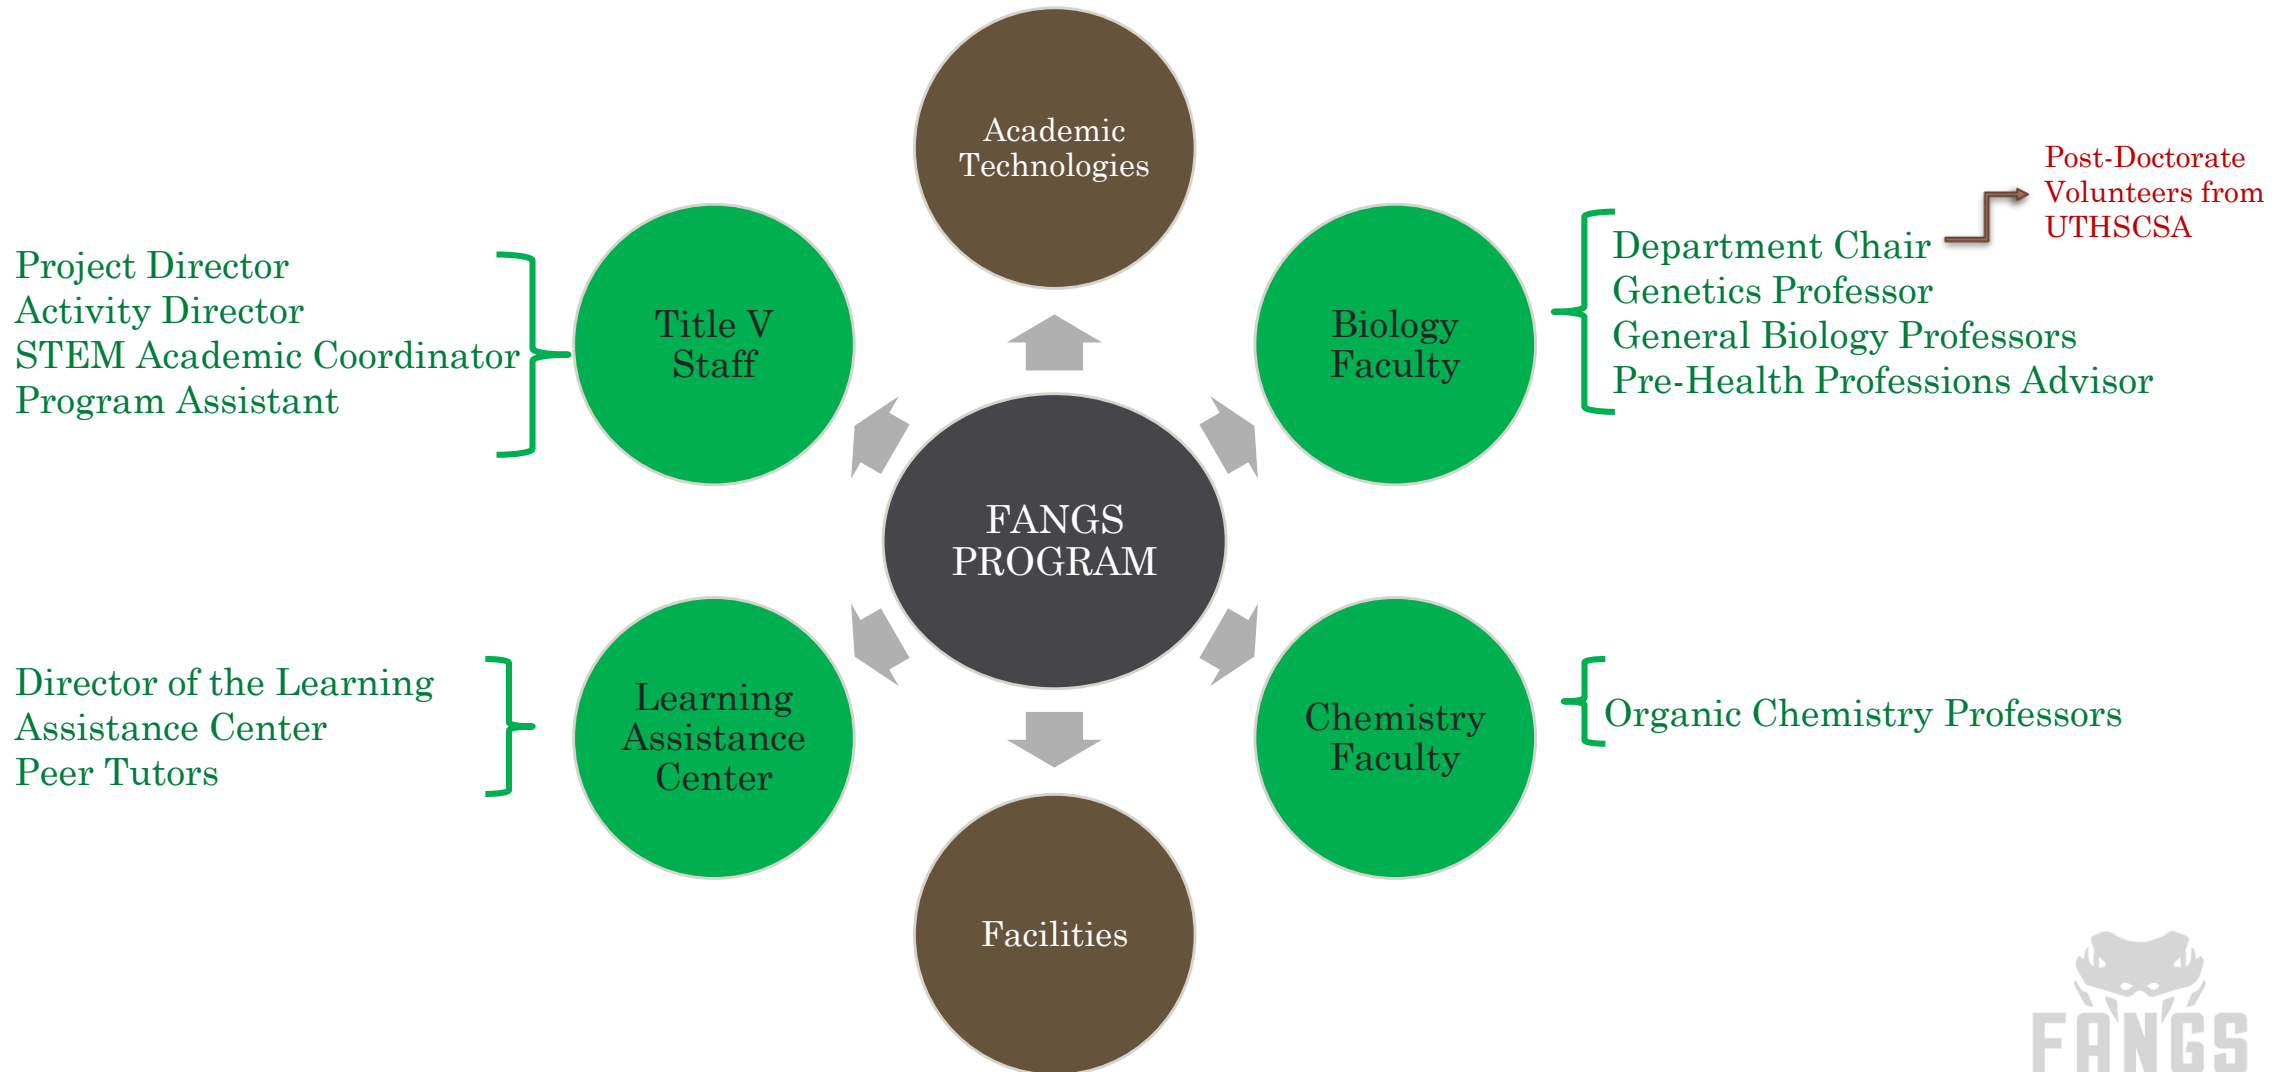 Academic
Technologies
Post-Doctorate
Volunteers from
UTHSCSA
Project Director
Activity Director
STEM Academic Coordinator
Program Assistant
Title V
Staff
Biology
Faculty
Department Chair
Genetics Professor
General Biology Professors
Pre-Health Professions Advisor
FANGS
PROGRAM
Director of the Learning
Assistance Center
Peer Tutors
Learning
Assistance
Center
Chemistry
Faculty
Organic Chemistry Professors
Facilities
FANGS